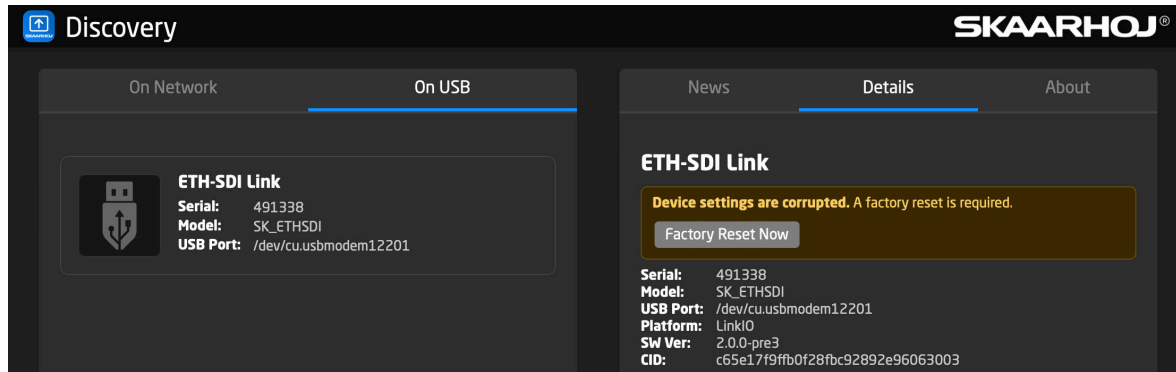 Discovery
SKAARHOJ®
On Network
On USB
News
Details
About
ETH-SDI Link
Serial: 491338
Model: SK_ETHSDI
USB Port: /dev/cu.usbmodem12201
ETH-SDI Link
Device settings are corrupted. A factory reset is required.
Factory Reset Now
Serial: 491338
Model: SK_ETHSDI
USB Port: /dev/cu.usbmodem12201
Platform: LinkIO
SW Ver: 2.0.0-pre3
CID: c65e17f9ffb0f28fbc92892e96063003